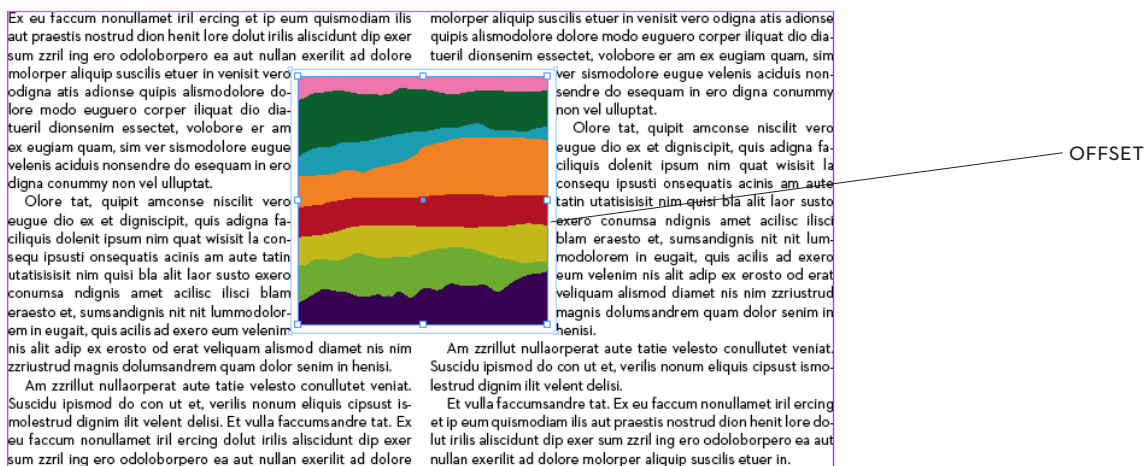 Ex eu faccum nonullamet iril ercing et ip eum quismodiam ilis
aut praestis nostrud dion henit lore dolut irilis aliscidunt dip exer
sum zzril ing ero odoloborpero ea aut nullan exerilit ad dolore
molorper aliquip suscilis etuer in venisit vero
odigna atis adionse quipis alismodolore do-
lore modo euguero corper iliquat dio dia-
tueril dionsenim essectet, volobore er am
ex eugiam quam, sim ver sismodolore eugue
velenis aciduis nonsendre do esequam in ero
digna conummy non vel ulluptat.
Olore tat, quipit amconse niscilit vero
eugue dio ex et digniscipit, quis adigna fa-
ciliquis dolenit ipsum nim quat wisisit la con-
sequ ipsusti onsequatis acinis am aute tatin
utatisisisit nim quisi bla alit laor susto exero
conumsa ndignis amet acilisc ilisci blam
eraesto et, sumsandignis nit nit lummodolor-
em in eugait, quis acilis ad exero eum velenim
nis alit adip ex erosto od erat veliquam alismod diamet nis nim
zzriustrud magnis dolumsandrem quam dolor senim in henisi.
Am zzrillut nullaorperat aute tatie velesto conullutet veniat.
Suscidu ipismod do con ut et, verilis nonum eliquis cipsust is-
molestrud dignim ilit velent delisi. Et vulla faccumsandre tat. Ex
eu faccum nonullamet iril ercing dolut irilis aliscidunt dip exer
sum zzril ing ero odoloborpero ea aut nullan exerilit ad dolore
molorper aliquip suscilis etuer in venisit vero odigna atis adionse
quipis alismodolore dolore modo euguero corper iliquat dio dia-
tueril dionsenim essectet, volobore er am ex eugiam quam, sim
ver sismodolore eugue velenis aciduis non-
sendre do esequam in ero digna conummy
non vel ulluptat.
Olore tat, quipit amconse niscilit vero
eugue dio ex et digniscipit, quis adigna fa-
ciliquis dolenit ipsum nim quat wisisit la
consequ ipsusti onsequatis acinis am aute
tatin utatisisisit nim quisi bla alit laor susto
exero conumsa ndignis amet acilisc ilisci
blam eraesto et, sumsandignis nit nit lum-
modolorem in eugait, quis acilis ad exero
eum velenim nis alit adip ex erosto od erat
veliquam alismod diamet nis nim zzriustrud
magnis dolumsandrem quam dolor senim in
henisi.
Am zzrillut nullaorperat aute tatie velesto conullutet veniat.
Suscidu ipismod do con ut et, verilis nonum eliquis cipsust ismo-
lestrud dignim ilit velent delisi.
Et vulla faccumsandre tat. Ex eu faccum nonullamet iril ercing
et ip eum quismodiam ilis aut praestis nostrud dion henit lore do-
lut irilis aliscidunt dip exer sum zzril ing ero odoloborpero ea aut
nullan exerilit ad dolore molorper aliquip suscilis etuer in.
OFFSET